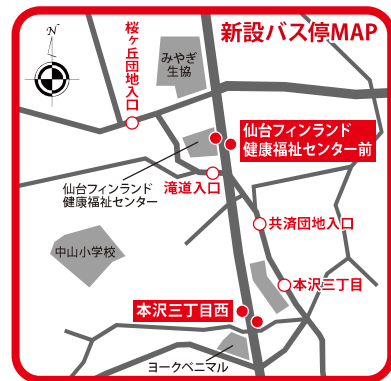 新設バス停MAP
N
桜ヶ丘団地入口
みやぎ
生協
仙台フィンランド
健康福祉センター前
仙台フィンランド
健康福祉センター
滝道入口
共済団地入口
中山小学校
本沢三丁目
本沢三丁目西
ヨークベニマル